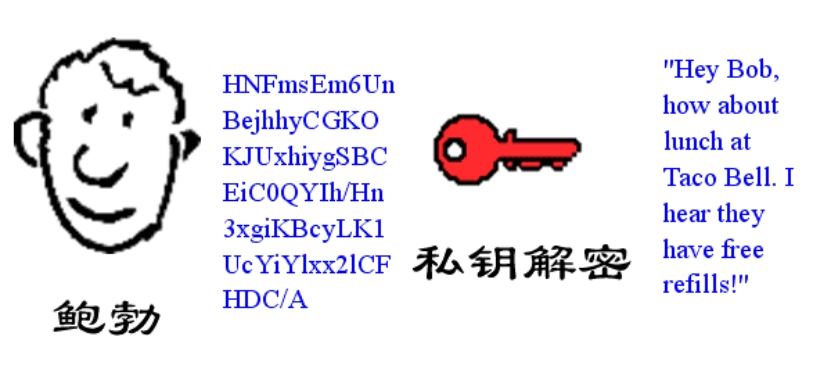 鲍勃
HNFmsEm6Un
BejhhyCGKO
KJUxhiygSBC
EiC0QYIh/Hn
3xgiKBcyLK1
UcYiYlxx2lCF
HDC/A
私钥解密
"Hey Bob,
how about
lunch at
Taco Bell. I
hear they
have free
refills!"